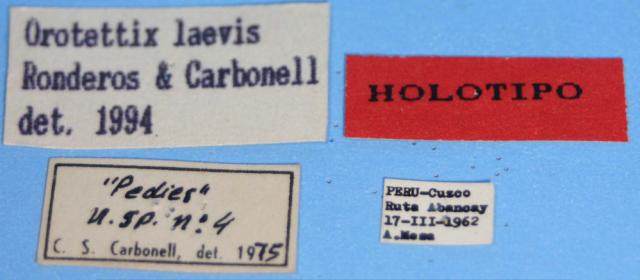 Orotettix laevis
Ronderos & Carbonell
det. 1994
HOLOTIPO
"Pedies"
n. sp. nº 4
C. S. Carbonell, det. 1975
PERU-Cuzco
Ruta Abancay
17-III-1962
A.Mesa